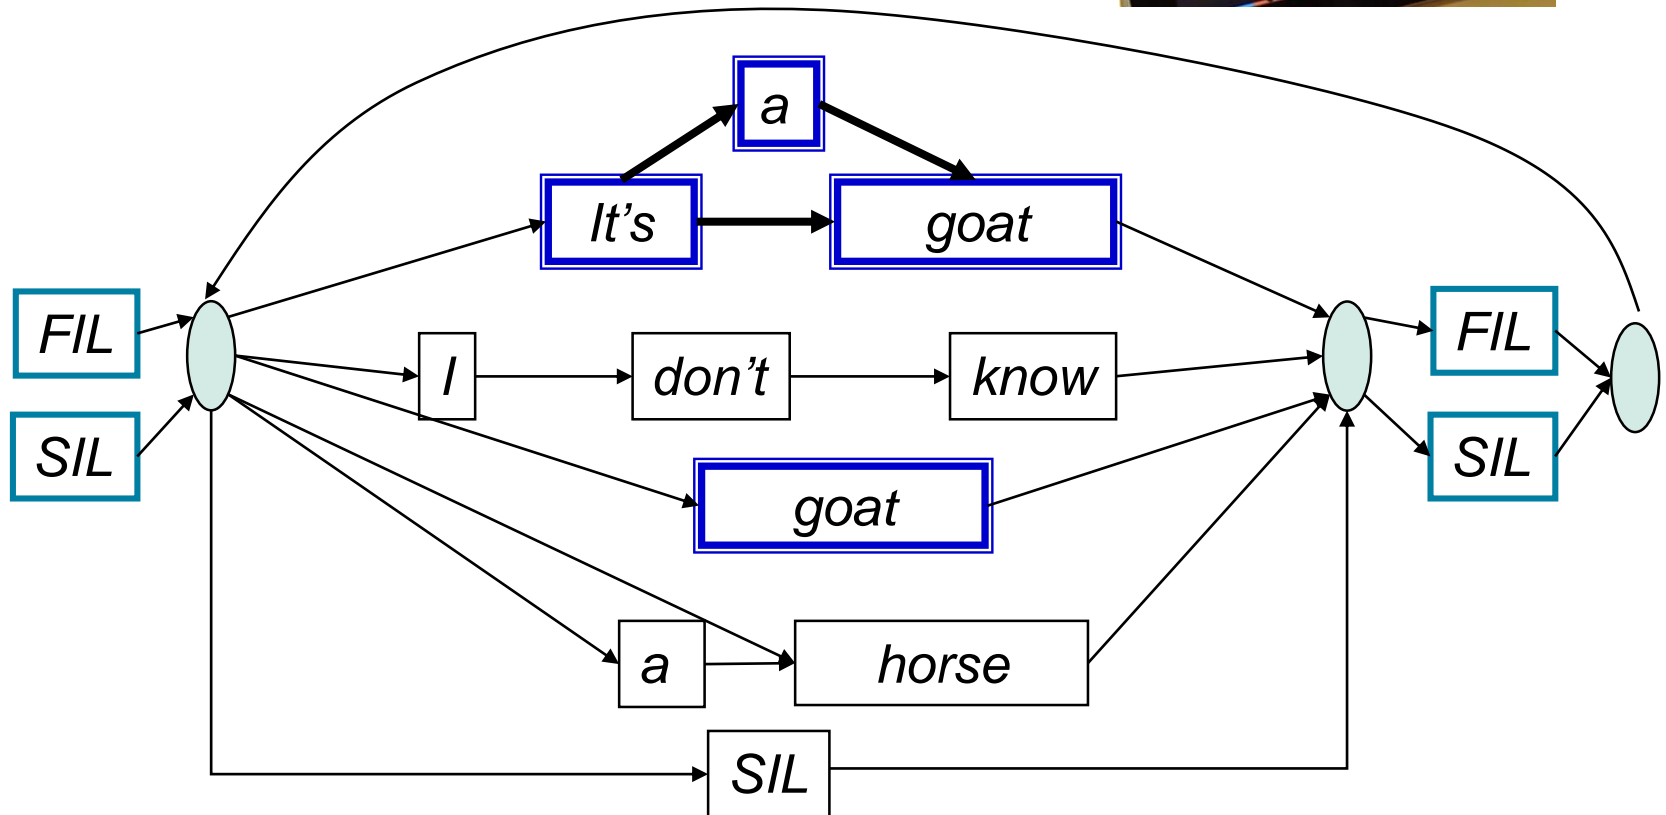 a
It's
goat
FIL
FIL
I
don't
know
SIL
SIL
goat
a
horse
SIL